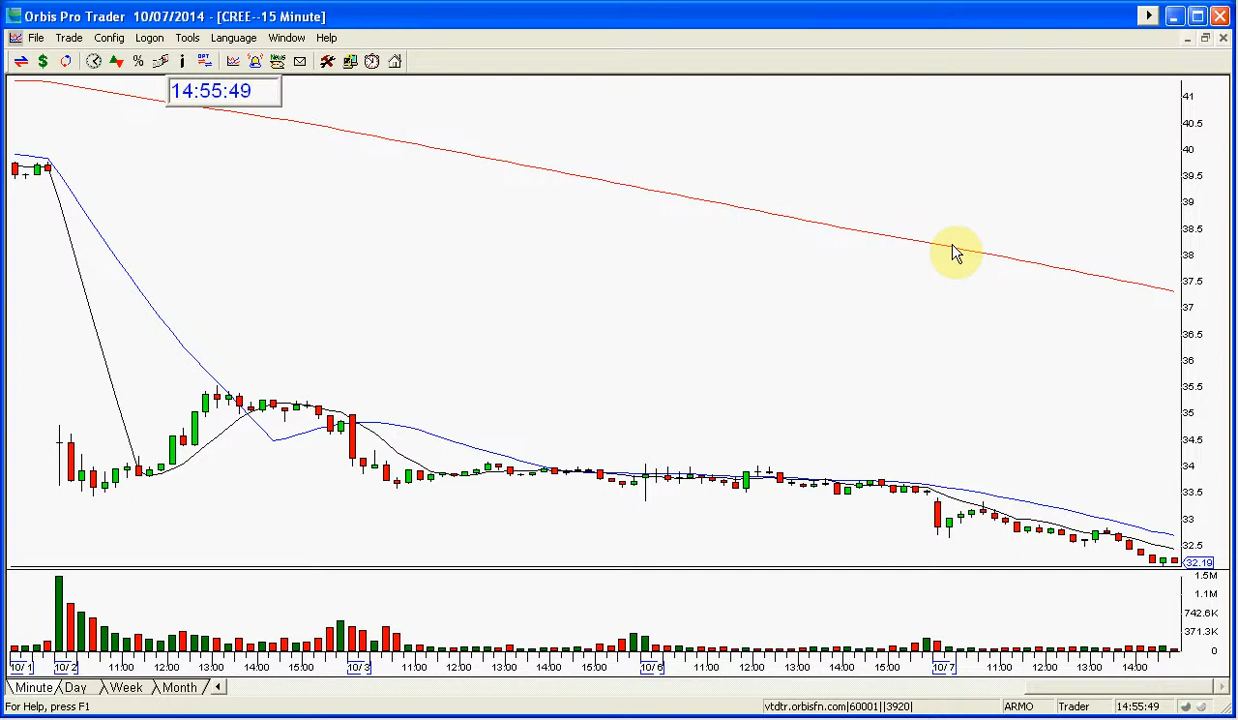 Orbis Pro Trader 10/07/2014 - [CREE--15 Minute]
File Trade Config Logon Tools Language Window Help
$ % i OPT News
14:55:49
41
40.5
40
39.5
39
38.5
38
37.5
37
36.5
36
35.5
35
34.5
34
33.5
33
32.5
32.19
1.5M
1.1M
742.6K
371.3K
0
10/ 1 10/ 2 11:00 12:00 13:00 14:00 15:00 10/ 3 11:00 12:00 13:00 14:00 15:00 10/ 6 11:00 12:00 13:00 14:00 15:00 10/ 7 11:00 12:00 13:00 14:00
Minute Day Week Month
For Help, press F1 vtdtr.orbisfn.com|60001||3920| ARMO Trader 14:55:49